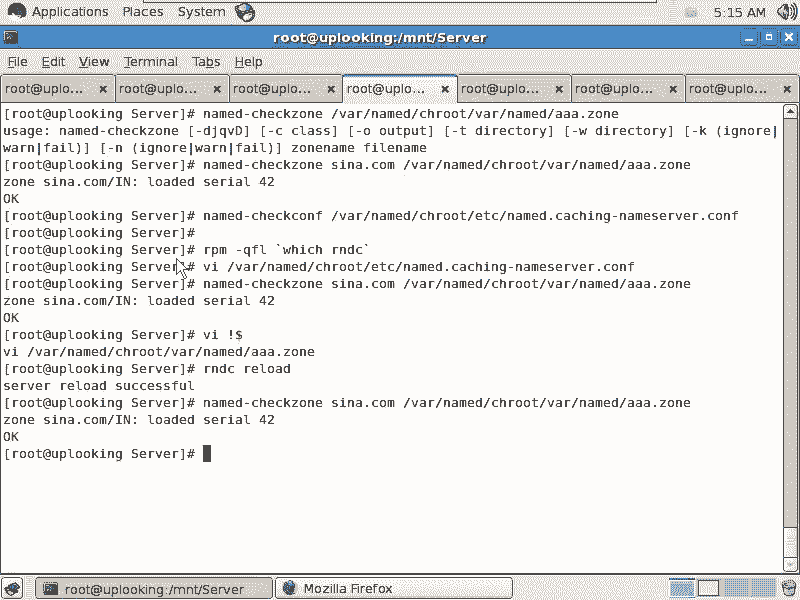 Applications Places System 5:15 AM
root@uplooking:/mnt/Server
File Edit View Terminal Tabs Help
root@uplo... root@uplo... root@uplo... root@uplo... root@uplo... root@uplo... root@uplo...
[root@uplooking Server]# named-checkzone /var/named/chroot/var/named/aaa.zone
usage: named-checkzone [-djqvD] [-c class] [-o output] [-t directory] [-w directory] [-k (ignore|
warn|fail)] [-n (ignore|warn|fail)] zonename filename
[root@uplooking Server]# named-checkzone sina.com /var/named/chroot/var/named/aaa.zone
zone sina.com/IN: loaded serial 42
OK
[root@uplooking Server]# named-checkconf /var/named/chroot/etc/named.caching-nameserver.conf
[root@uplooking Server]#
[root@uplooking Server]# rpm -qfl `which rndc`
[root@uplooking Server]# vi /var/named/chroot/etc/named.caching-nameserver.conf
[root@uplooking Server]# named-checkzone sina.com /var/named/chroot/var/named/aaa.zone
zone sina.com/IN: loaded serial 42
OK
[root@uplooking Server]# vi !$
vi /var/named/chroot/var/named/aaa.zone
[root@uplooking Server]# rndc reload
server reload successful
[root@uplooking Server]# named-checkzone sina.com /var/named/chroot/var/named/aaa.zone
zone sina.com/IN: loaded serial 42
OK
[root@uplooking Server]#
root@uplooking:/mnt/Server Mozilla Firefox